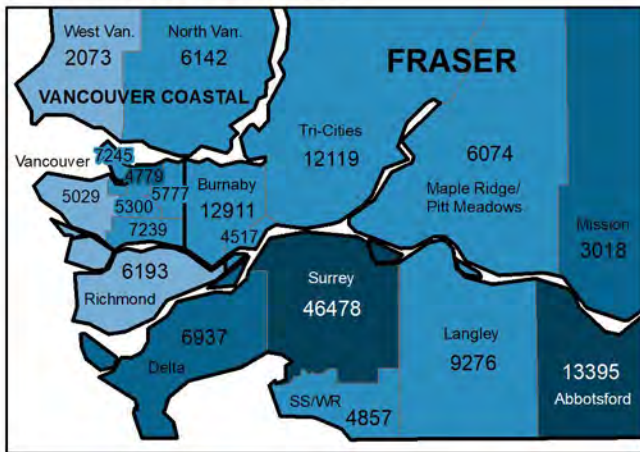 West Van.
2073
North Van.
6142
VANCOUVER COASTAL
FRASER
Tri-Cities
12119
6074
Maple Ridge/
Pitt Meadows
Vancouver
7245
4779
5029
5777
5300
7239
Burnaby
12911
4517
Mission
3018
6193
Richmond
Surrey
46478
6937
Delta
Langley
9276
13395
Abbotsford
SS/WR
4857